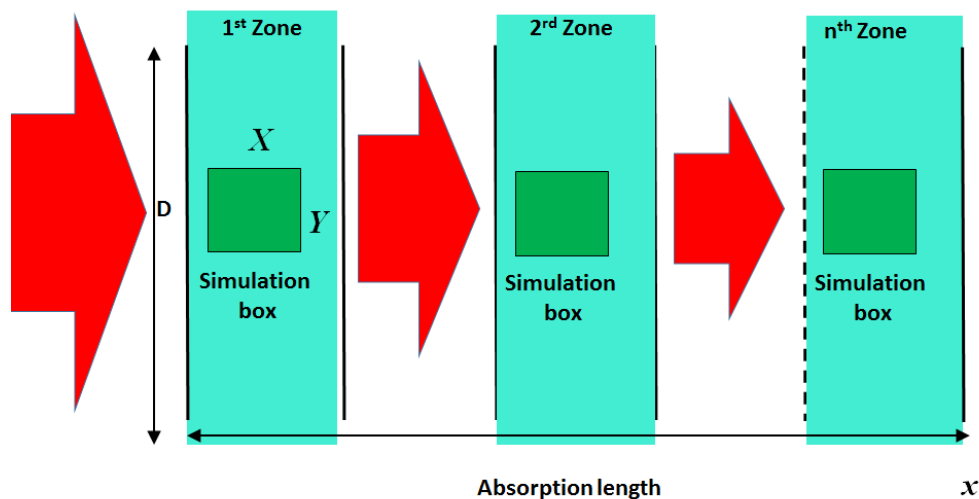 1st Zone
2rd Zone
nth Zone
X
D
Y
Simulation
box
Simulation
box
Simulation
box
Absorption length
x